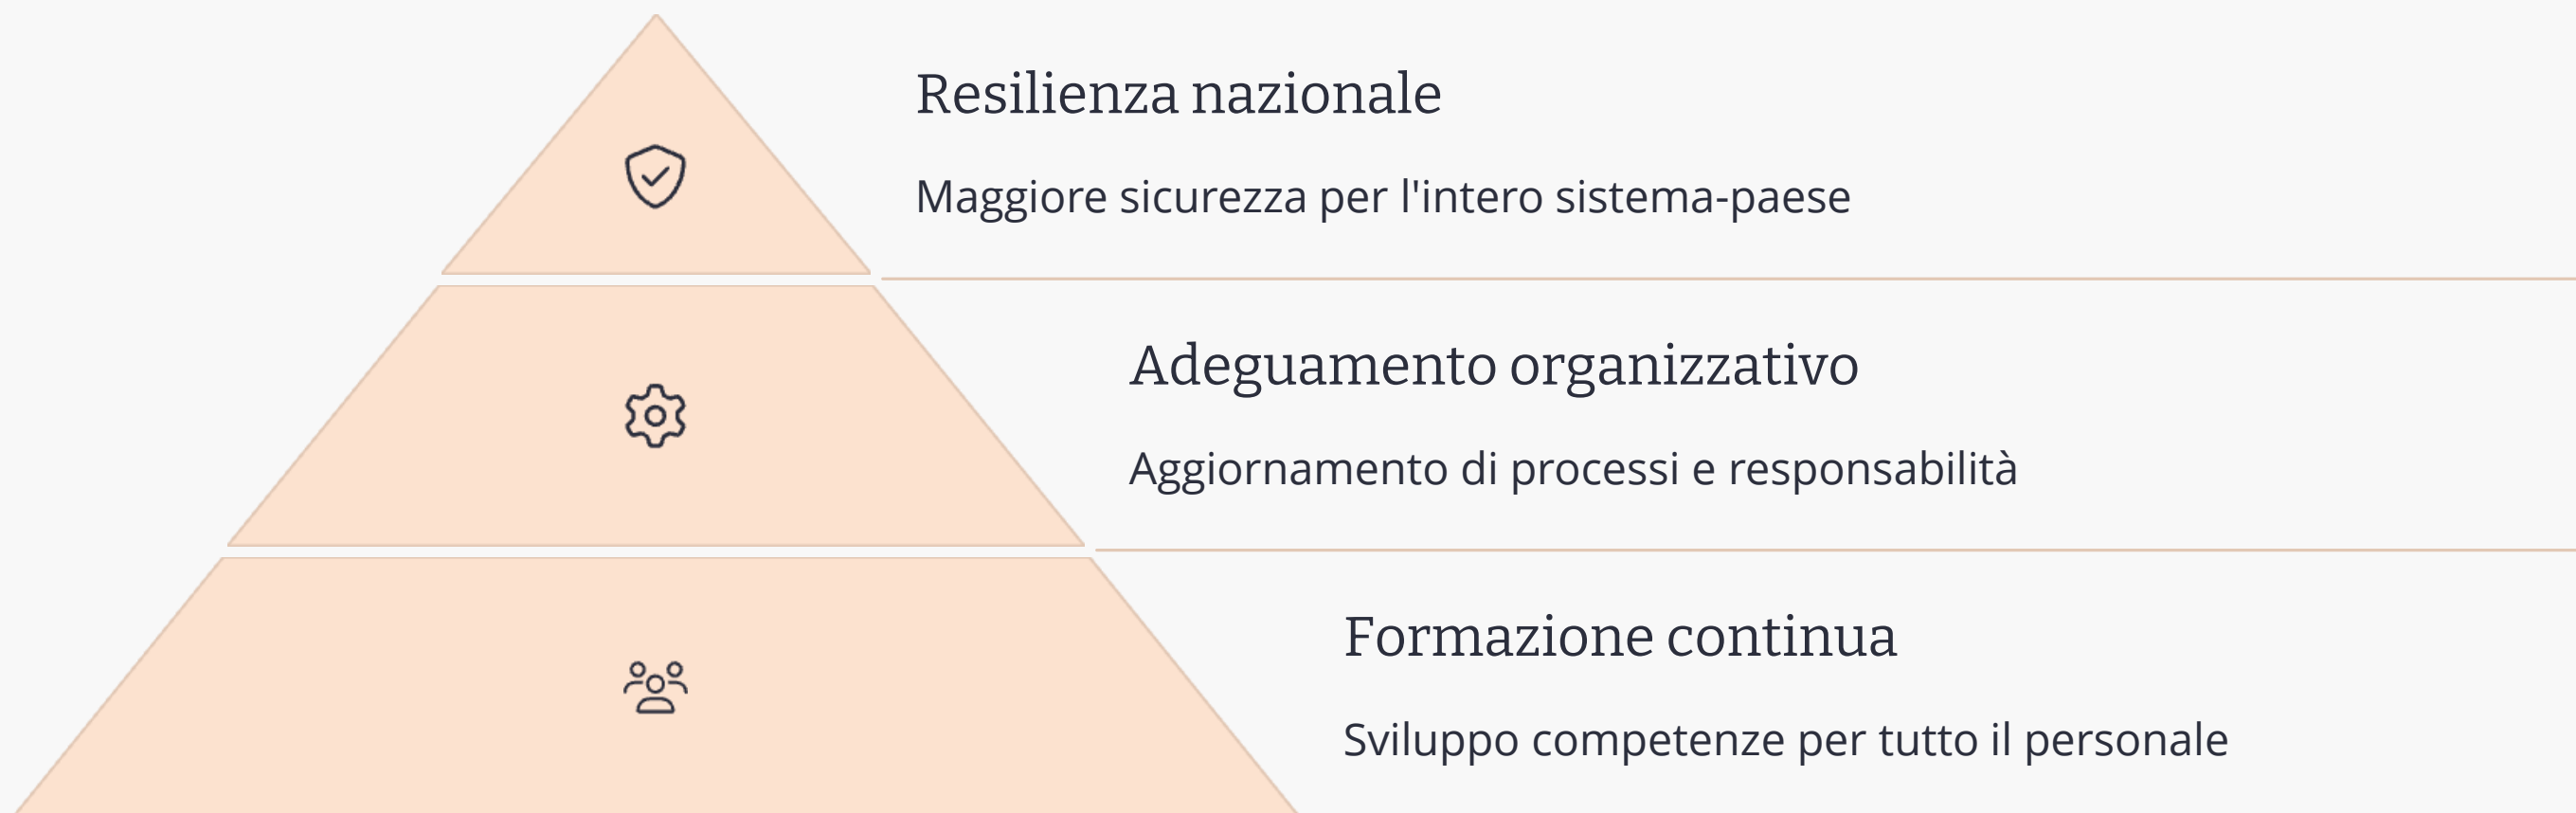 Resilienza nazionale
Maggiore sicurezza per l'intero sistema-paese
Adeguamento organizzativo
Aggiornamento di processi e responsabilità
Formazione continua
Sviluppo competenze per tutto il personale